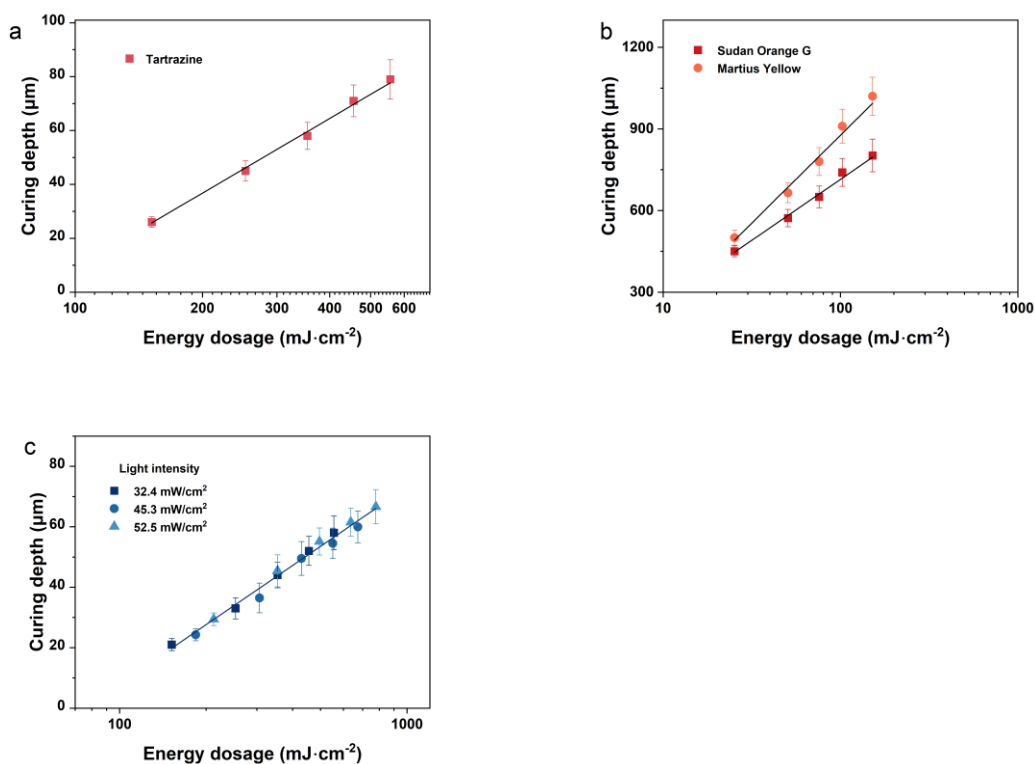 a
100
80
60
40
20
0
Curing depth (μm)
Tartrazine
100 200 300 400 500 600
Energy dosage (mJ·cm⁻²)
b
1200
900
600
300
Curing depth (μm)
Sudan Orange G
Martius Yellow
10 100 1000
Energy dosage (mJ·cm⁻²)
c
80
60
40
20
0
Curing depth (μm)
Light intensity
32.4 mW/cm²
45.3 mW/cm²
52.5 mW/cm²
100 1000
Energy dosage (mJ·cm⁻²)